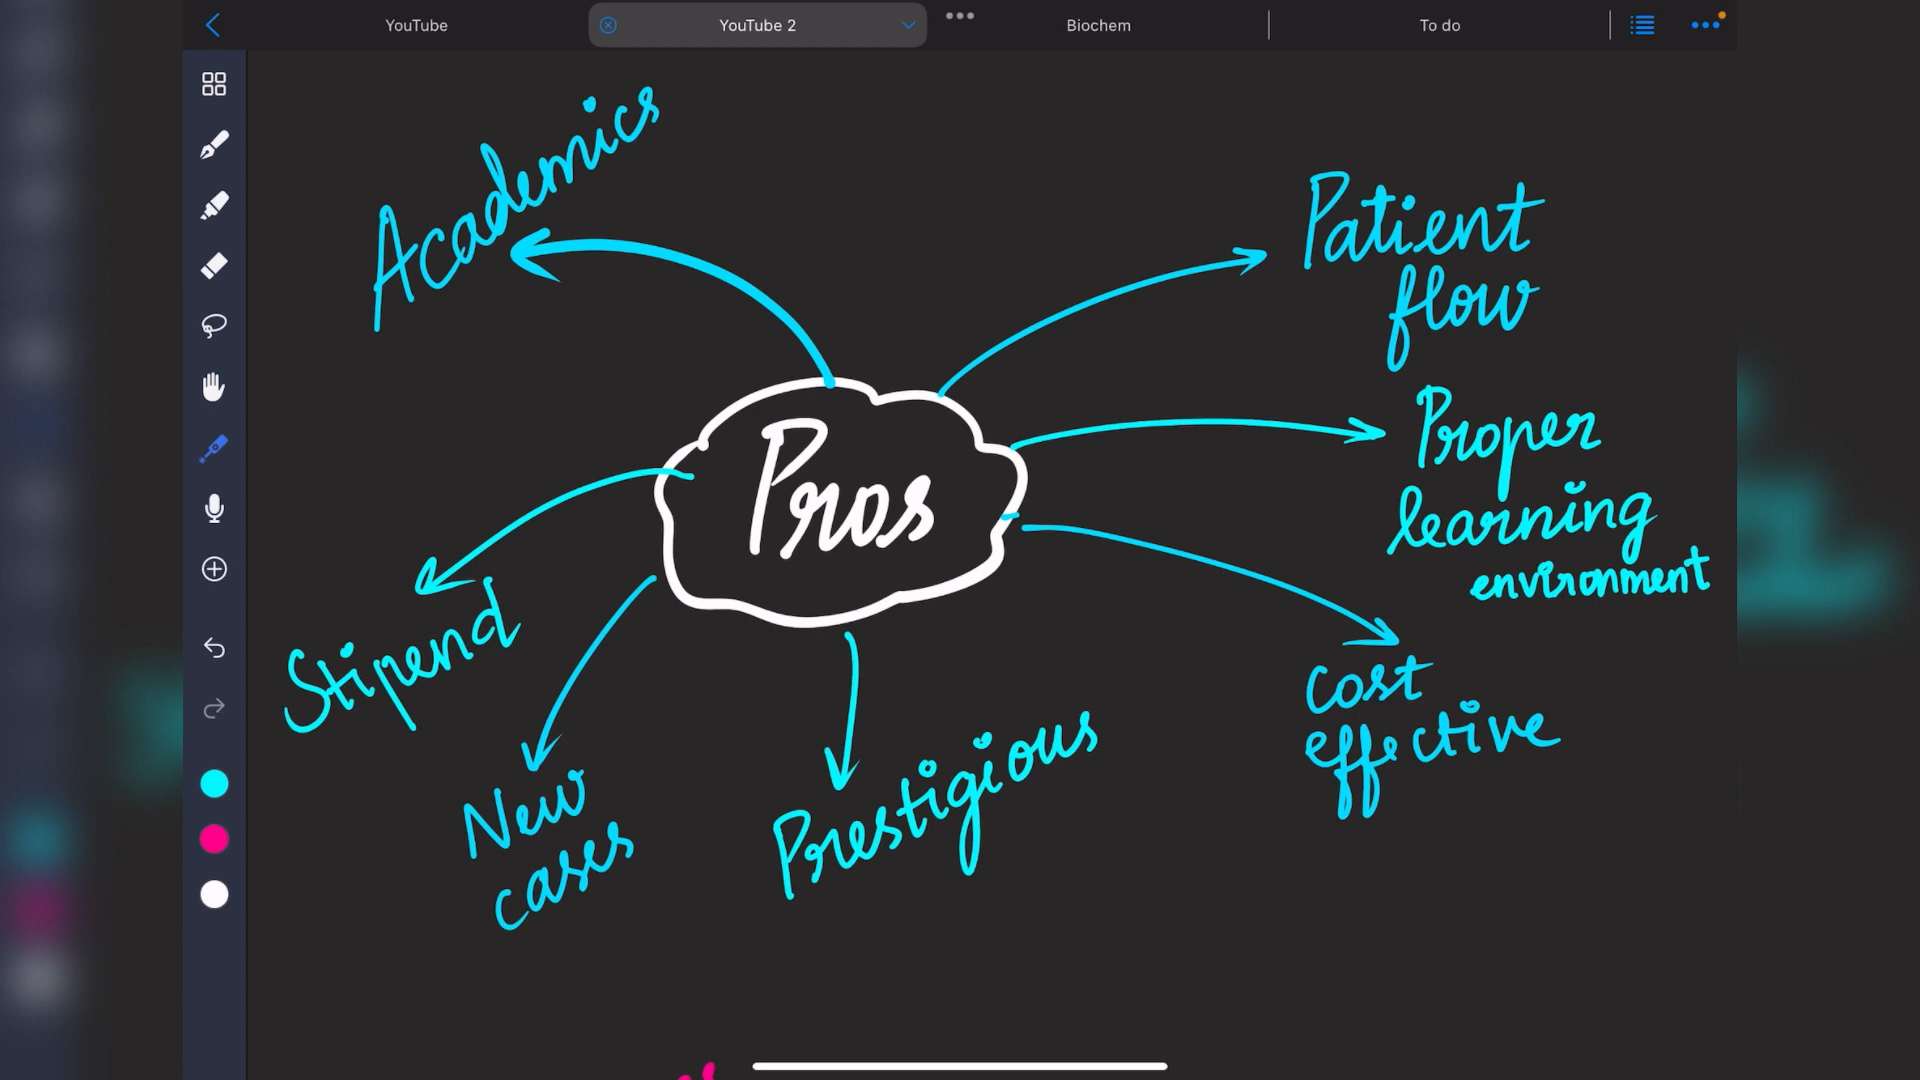 YouTube
YouTube 2
Biochem
To do
Academics
Patient
flow
Pros
Proper
learning
environment
Stipend
Cost
effective
New
cases
Prestigious